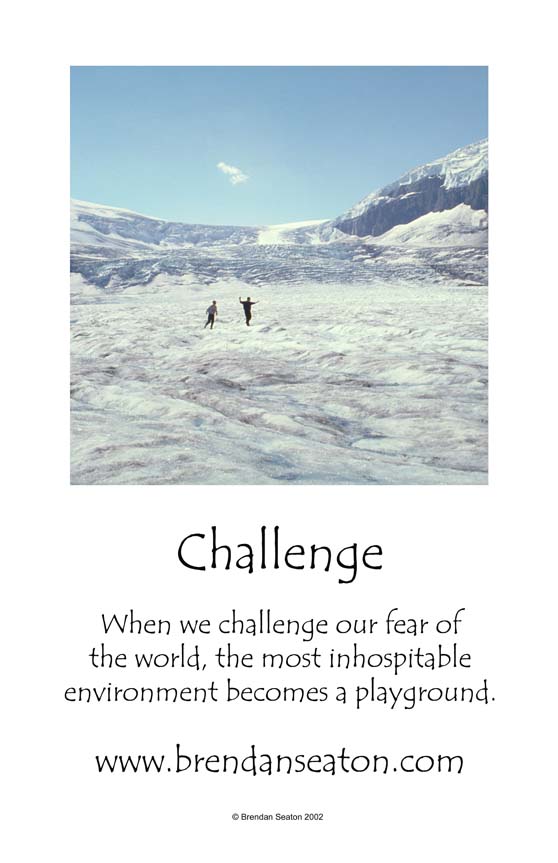 Challenge
When we challenge our fear of
the world, the most inhospitable
environment becomes a playground.
www.brendanseaton.com
© Brendan Seaton 2002